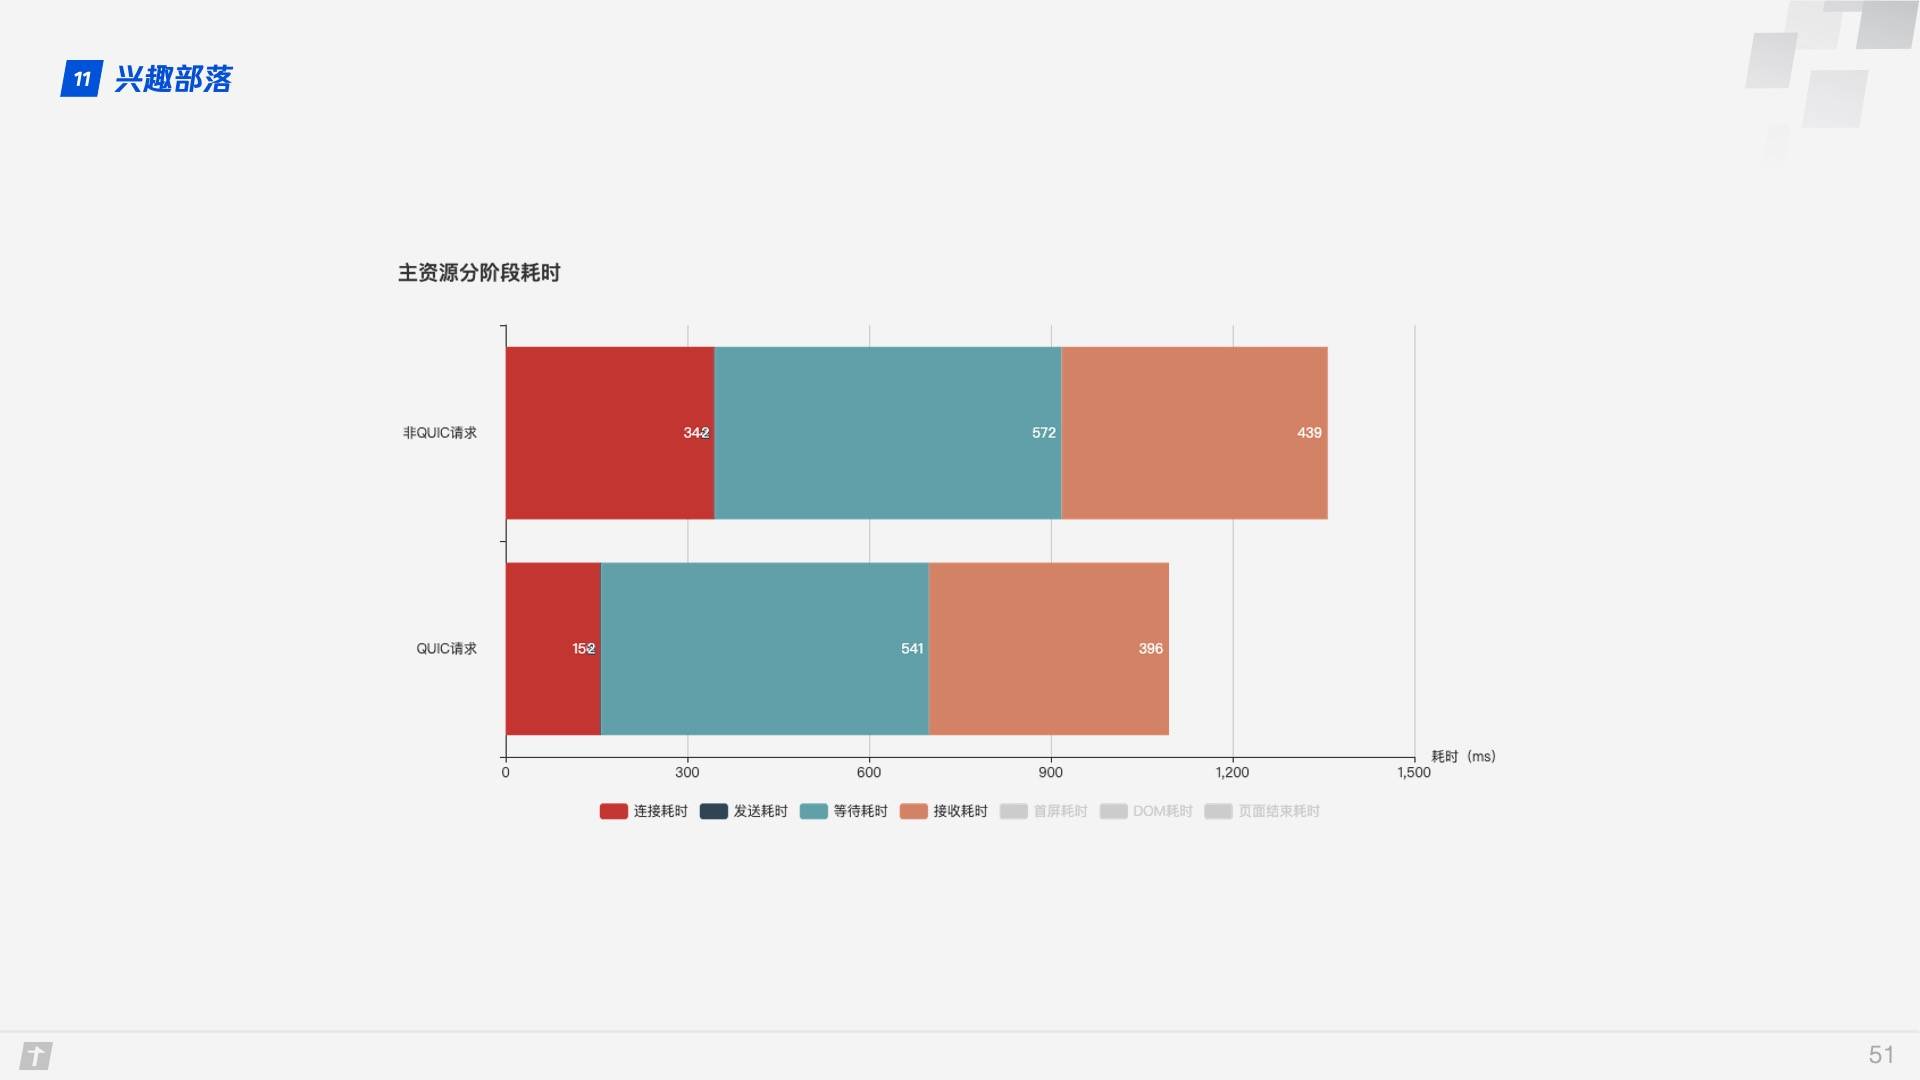 11 兴趣部落
主资源分阶段耗时
非QUIC请求
572
439
QUIC请求
541
396
耗时（ms）
0 300 600 900 1,200 1,500
连接耗时 发送耗时 等待耗时 接收耗时 首屏耗时 DOM耗时 页面结束耗时
51